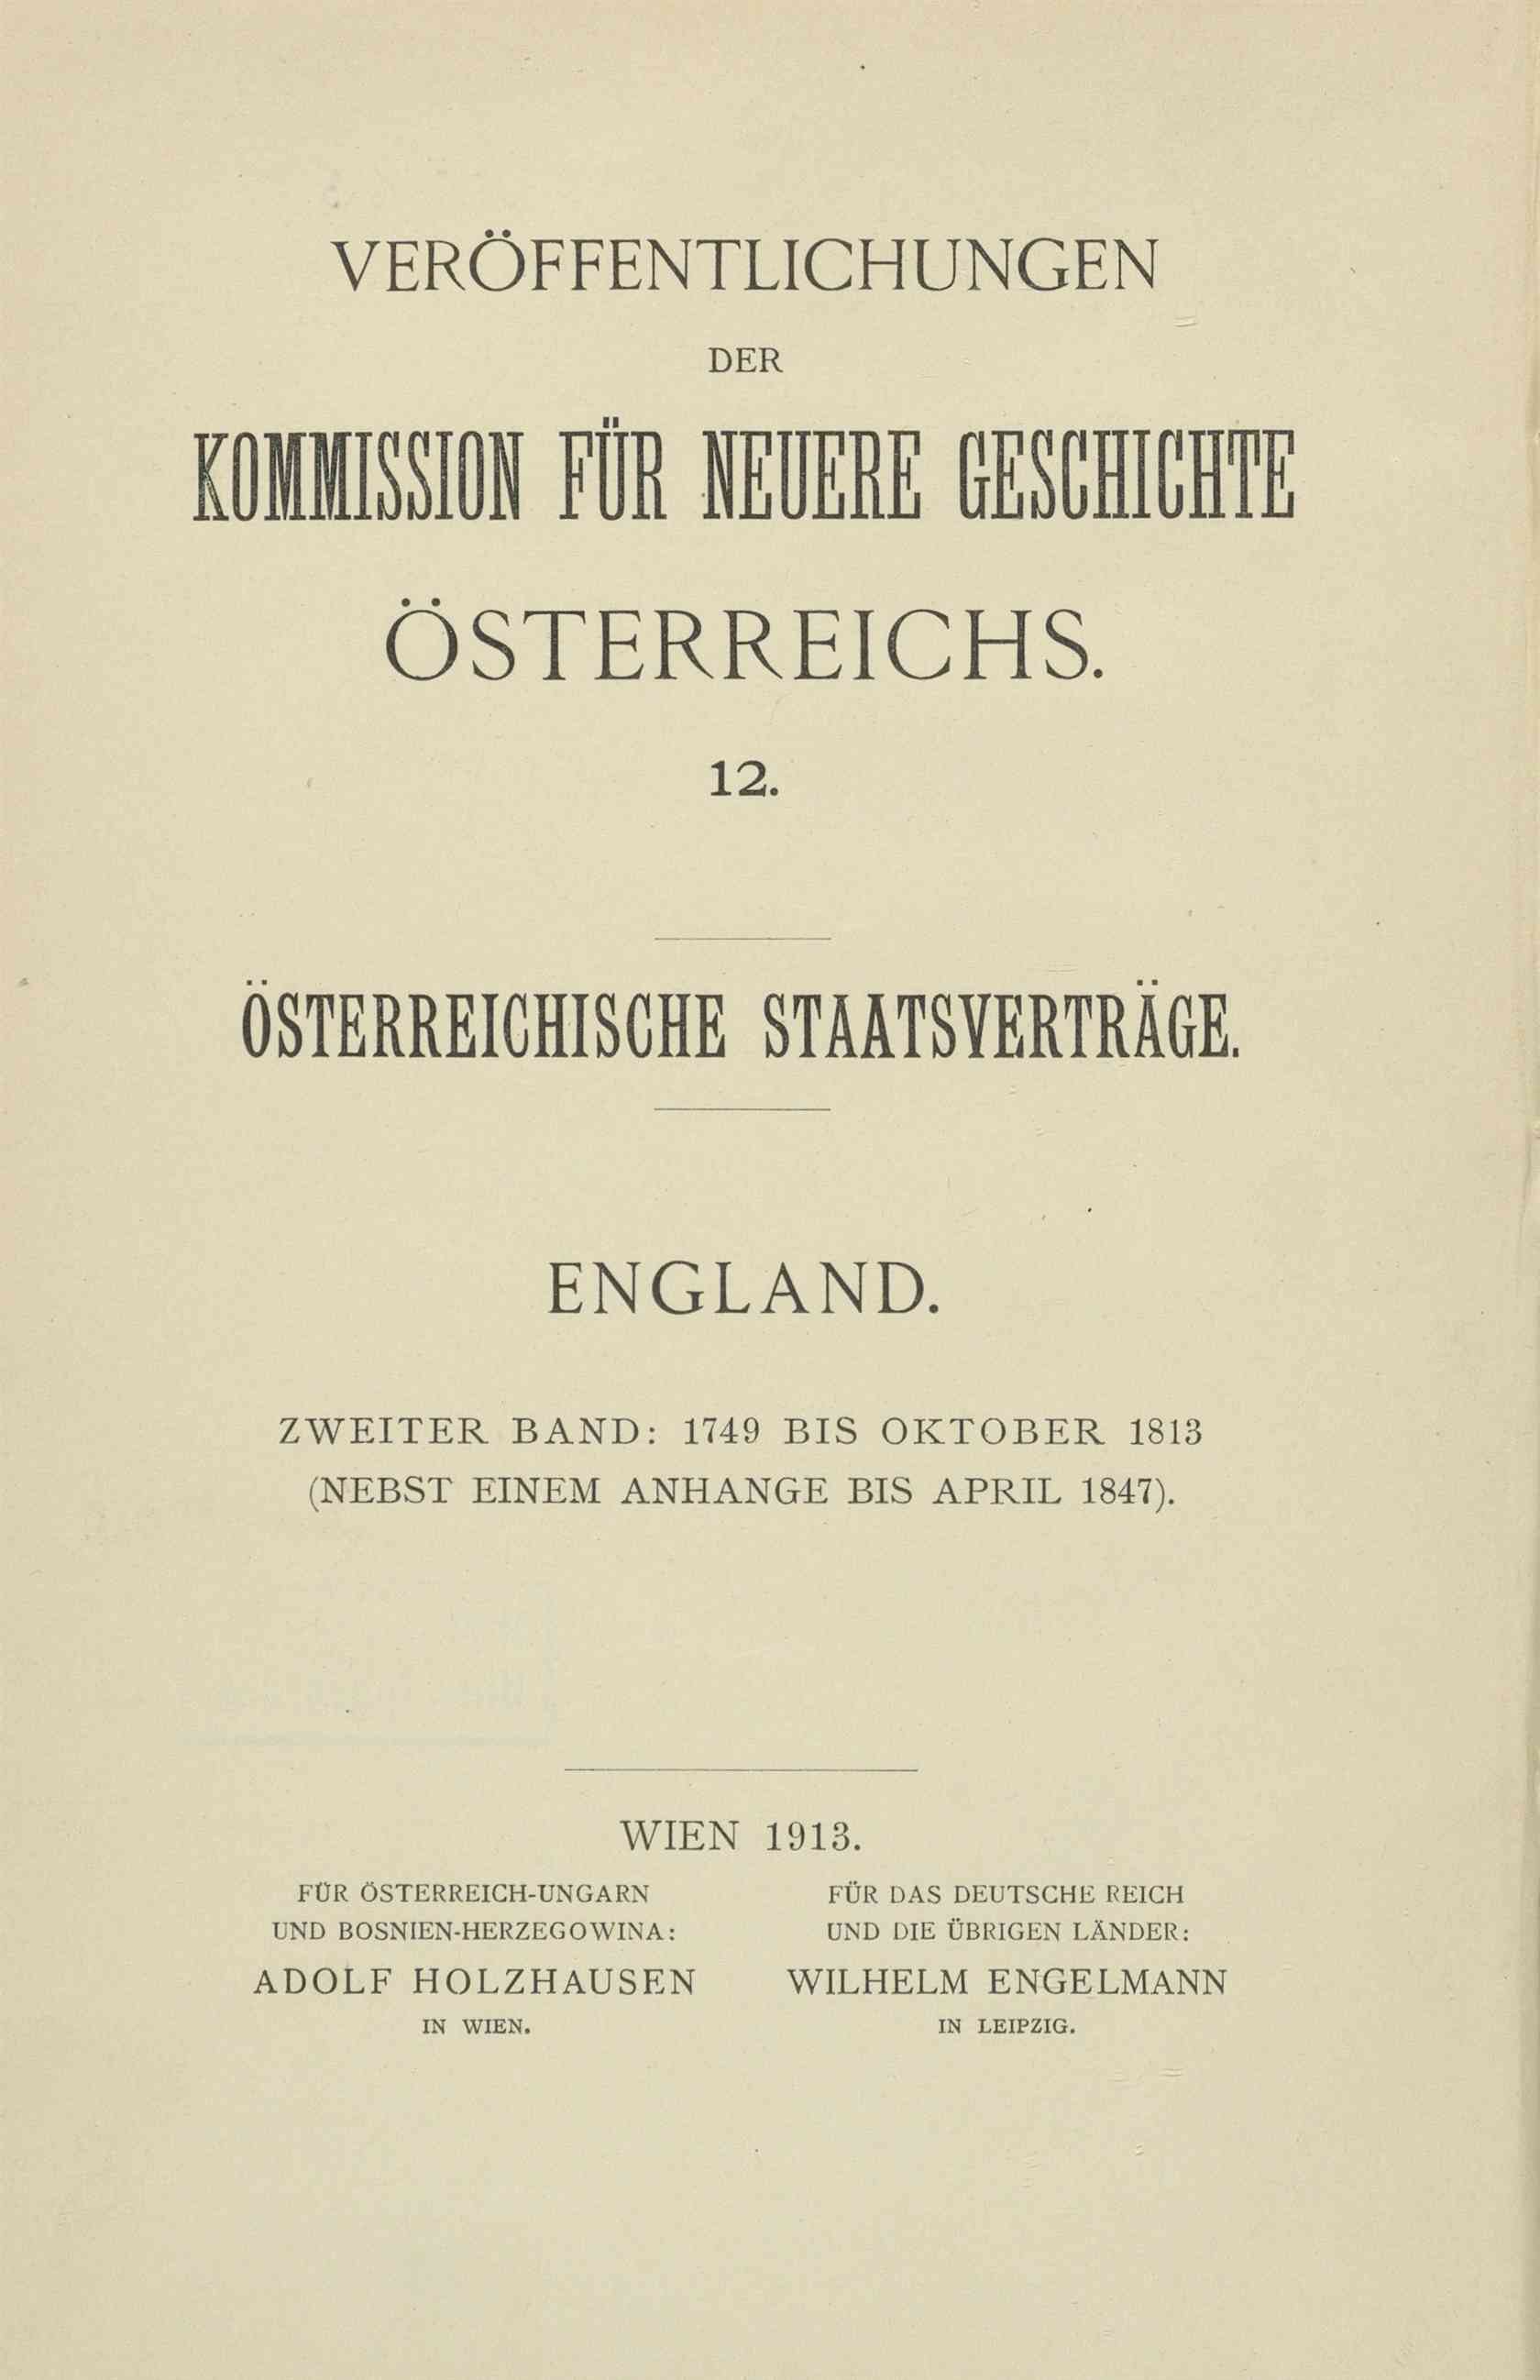 VERÖFFENTLICHUNGEN
DER
KOMMISSION FÜR NEUERE GESCHICHTE
ÖSTERREICHS.
12.
ÖSTERREICHISCHE STAATSVERTRÄGE.
ENGLAND.
ZWEITER BAND: 1749 BIS OKTOBER 1813
(NEBST EINEM ANHANGE BIS APRIL 1847).
WIEN 1913.
FÜR ÖSTERREICH-UNGARN
UND BOSNIEN-HERZEGOWINA:
ADOLF HOLZHAUSEN
IN WIEN.
FÜR DAS DEUTSCHE REICH
UND DIE ÜBRIGEN LÄNDER:
WILHELM ENGELMANN
IN LEIPZIG.